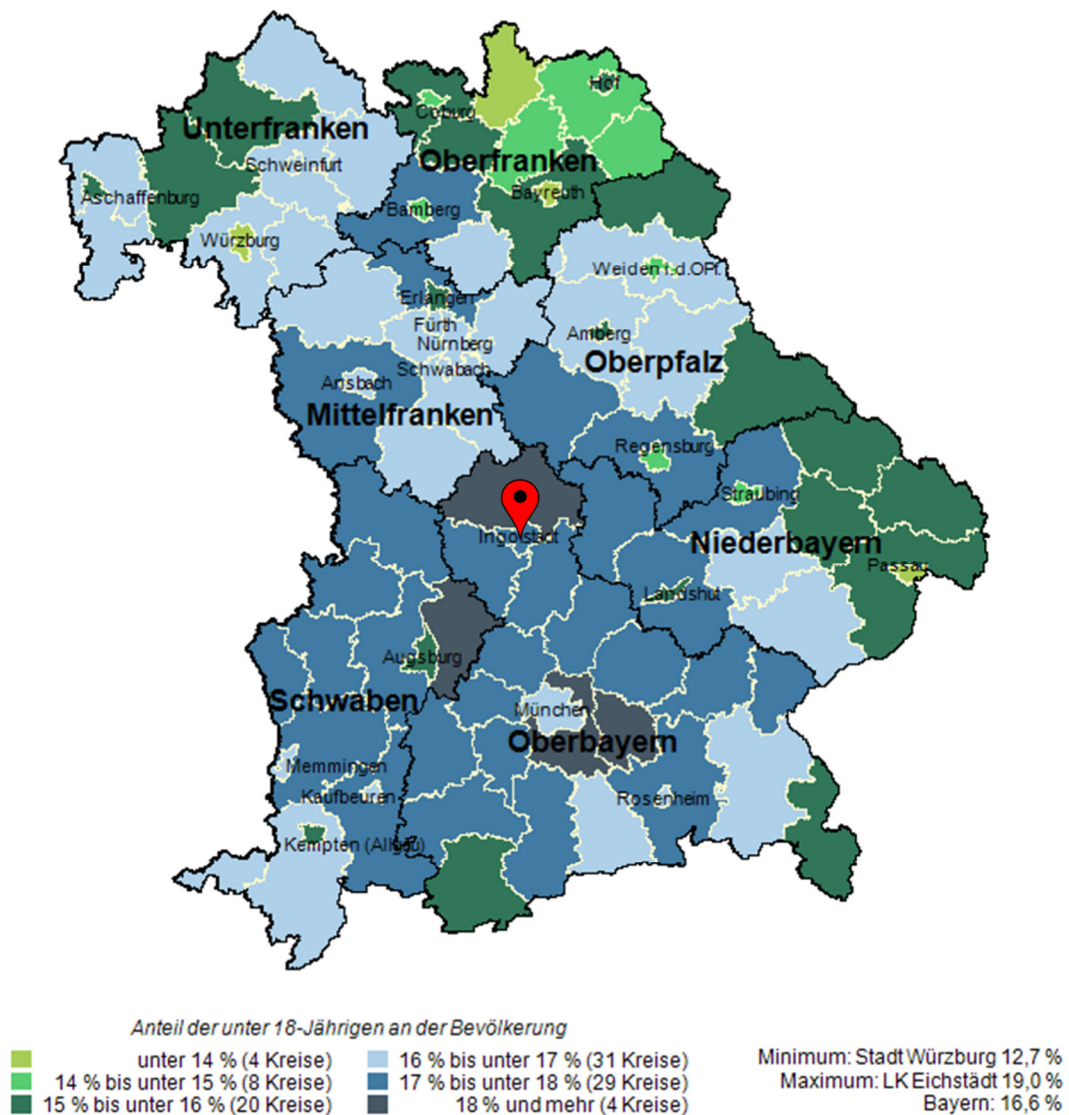 Hof
Coburg
Unterfranken
Oberfranken
Schweinfurt
Aschaffenburg
Bayreuth
Bamberg
Würzburg
Weiden i.d.OPf.
Erlangen
Fürth
Amberg
Nürnberg
Oberpfalz
Schwabach
Ansbach
Mittelfranken
Regensburg
Straubing
Ingolstadt
Niederbayern
Passau
Landshut
Augsburg
Schwaben
München
Oberbayern
Memmingen
Kaufbeuren
Rosenheim
Kempten (Allgäu)
Anteil der unter 18-Jährigen an der Bevölkerung
unter 14 % (4 Kreise)
14 % bis unter 15 % (8 Kreise)
15 % bis unter 16 % (20 Kreise)
16 % bis unter 17 % (31 Kreise)
17 % bis unter 18 % (29 Kreise)
18 % und mehr (4 Kreise)
Minimum: Stadt Würzburg 12,7 %
Maximum: LK Eichstädt 19,0 %
Bayern: 16,6 %